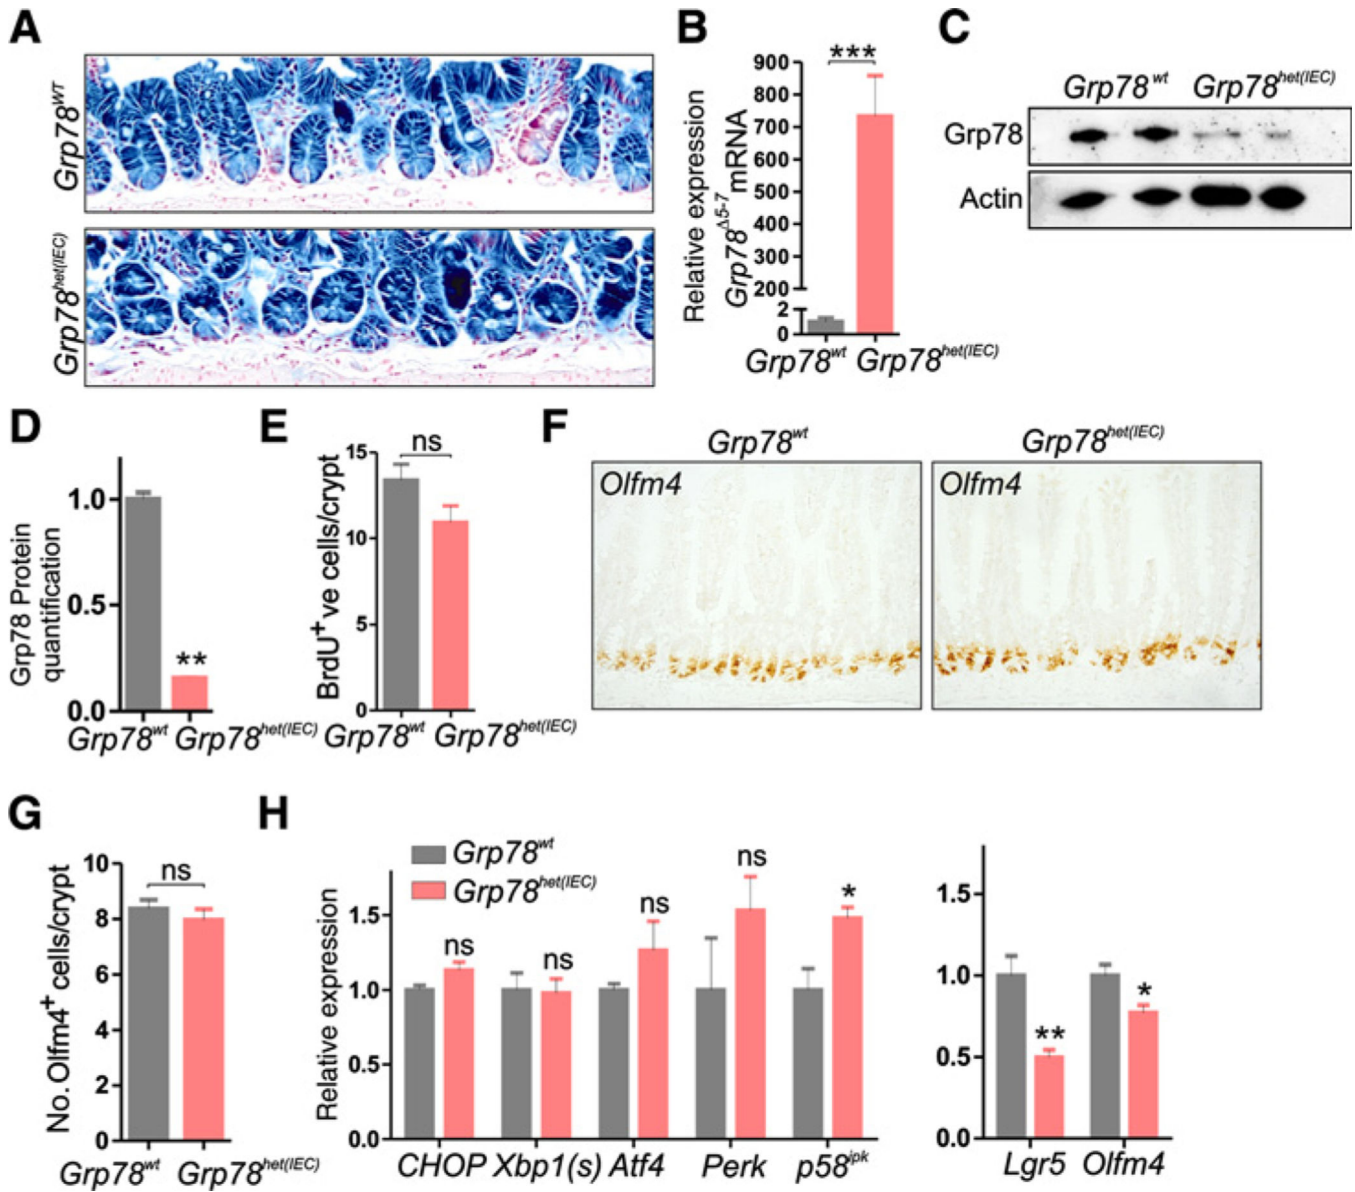 A
Grp78WT
Grp78het(IEC)
B
Relative expression
Grp78Δ5-7 mRNA
900
800
700
600
500
400
300
200
2
0
***
Grp78wt Grp78het(IEC)
C
Grp78wt Grp78het(IEC)
Grp78
Actin
D
Grp78 Protein
quantification
1.0
0.5
0.0
**
Grp78wt Grp78het(IEC)
E
BrdU+ve cells/crypt
15
10
5
0
ns
Grp78wt Grp78het(IEC)
F
Grp78wt Grp78het(IEC)
Olfm4 Olfm4
G
No. Olfm4+ cells/crypt
10
8
6
4
2
0
ns
Grp78wt Grp78het(IEC)
H
Grp78wt
Grp78het(IEC)
Relative expression
1.5
1.0
0.5
0.0
ns ns ns ns *
CHOP Xbp1(s) Atf4 Perk p58ipk
1.5
1.0
0.5
0.0
** *
Lgr5 Olfm4